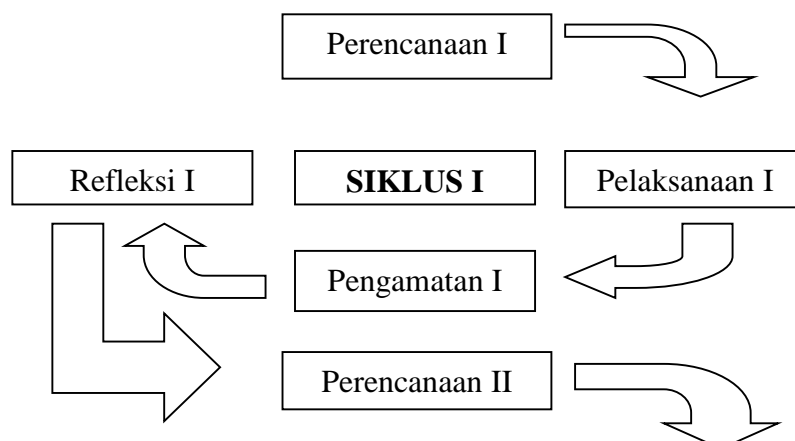 Perencanaan I
Refleksi I
SIKLUS I
Pelaksanaan I
Pengamatan I
Perencanaan II